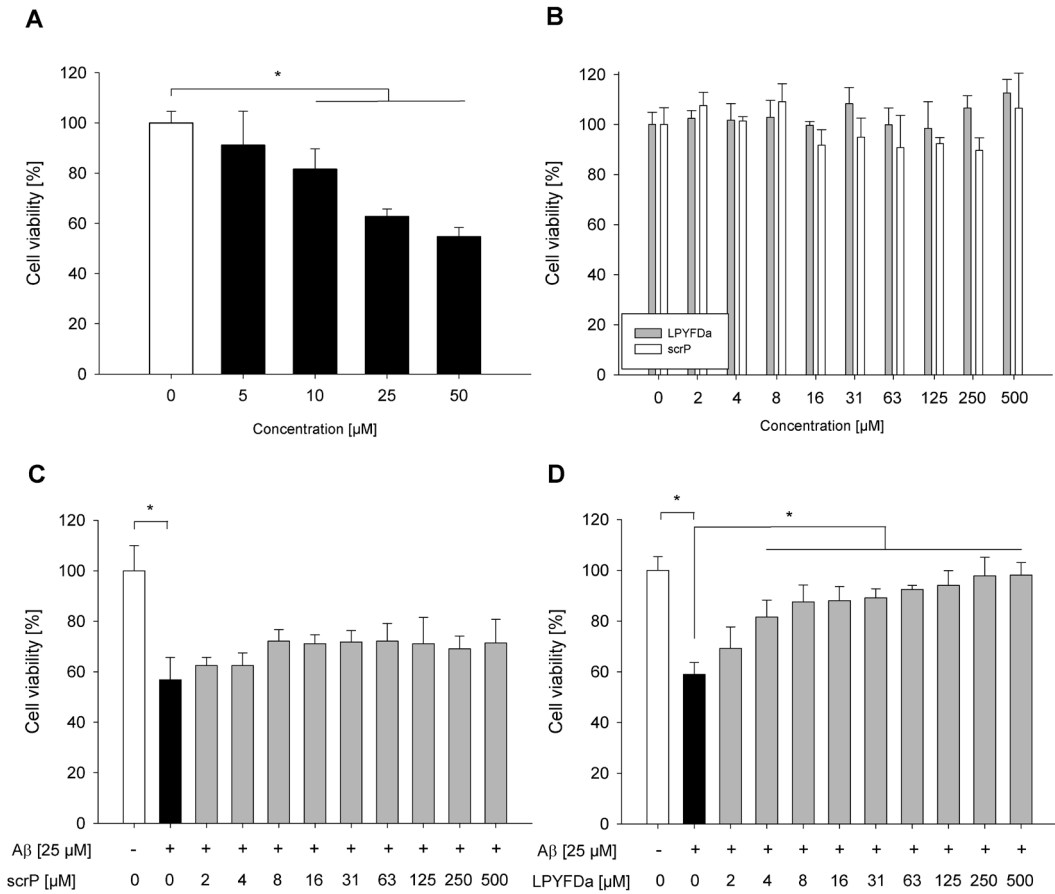 A
Cell viability [%]
120
100
80
60
40
20
0
*
0 5 10 25 50
Concentration [µM]
B
Cell viability [%]
120
100
80
60
40
20
0
LPYFDa
scrP
0 2 4 8 16 31 63 125 250 500
Concentration [µM]
C
Cell viability [%]
120
100
80
60
40
20
0
*
Aβ [25 µM] - + + + + + + + + + +
scrP [µM] 0 0 2 4 8 16 31 63 125 250 500
D
Cell viability [%]
120
100
80
60
40
20
0
*
*
Aβ [25 µM] - + + + + + + + + + +
LPYFDa [µM] 0 0 2 4 8 16 31 63 125 250 500